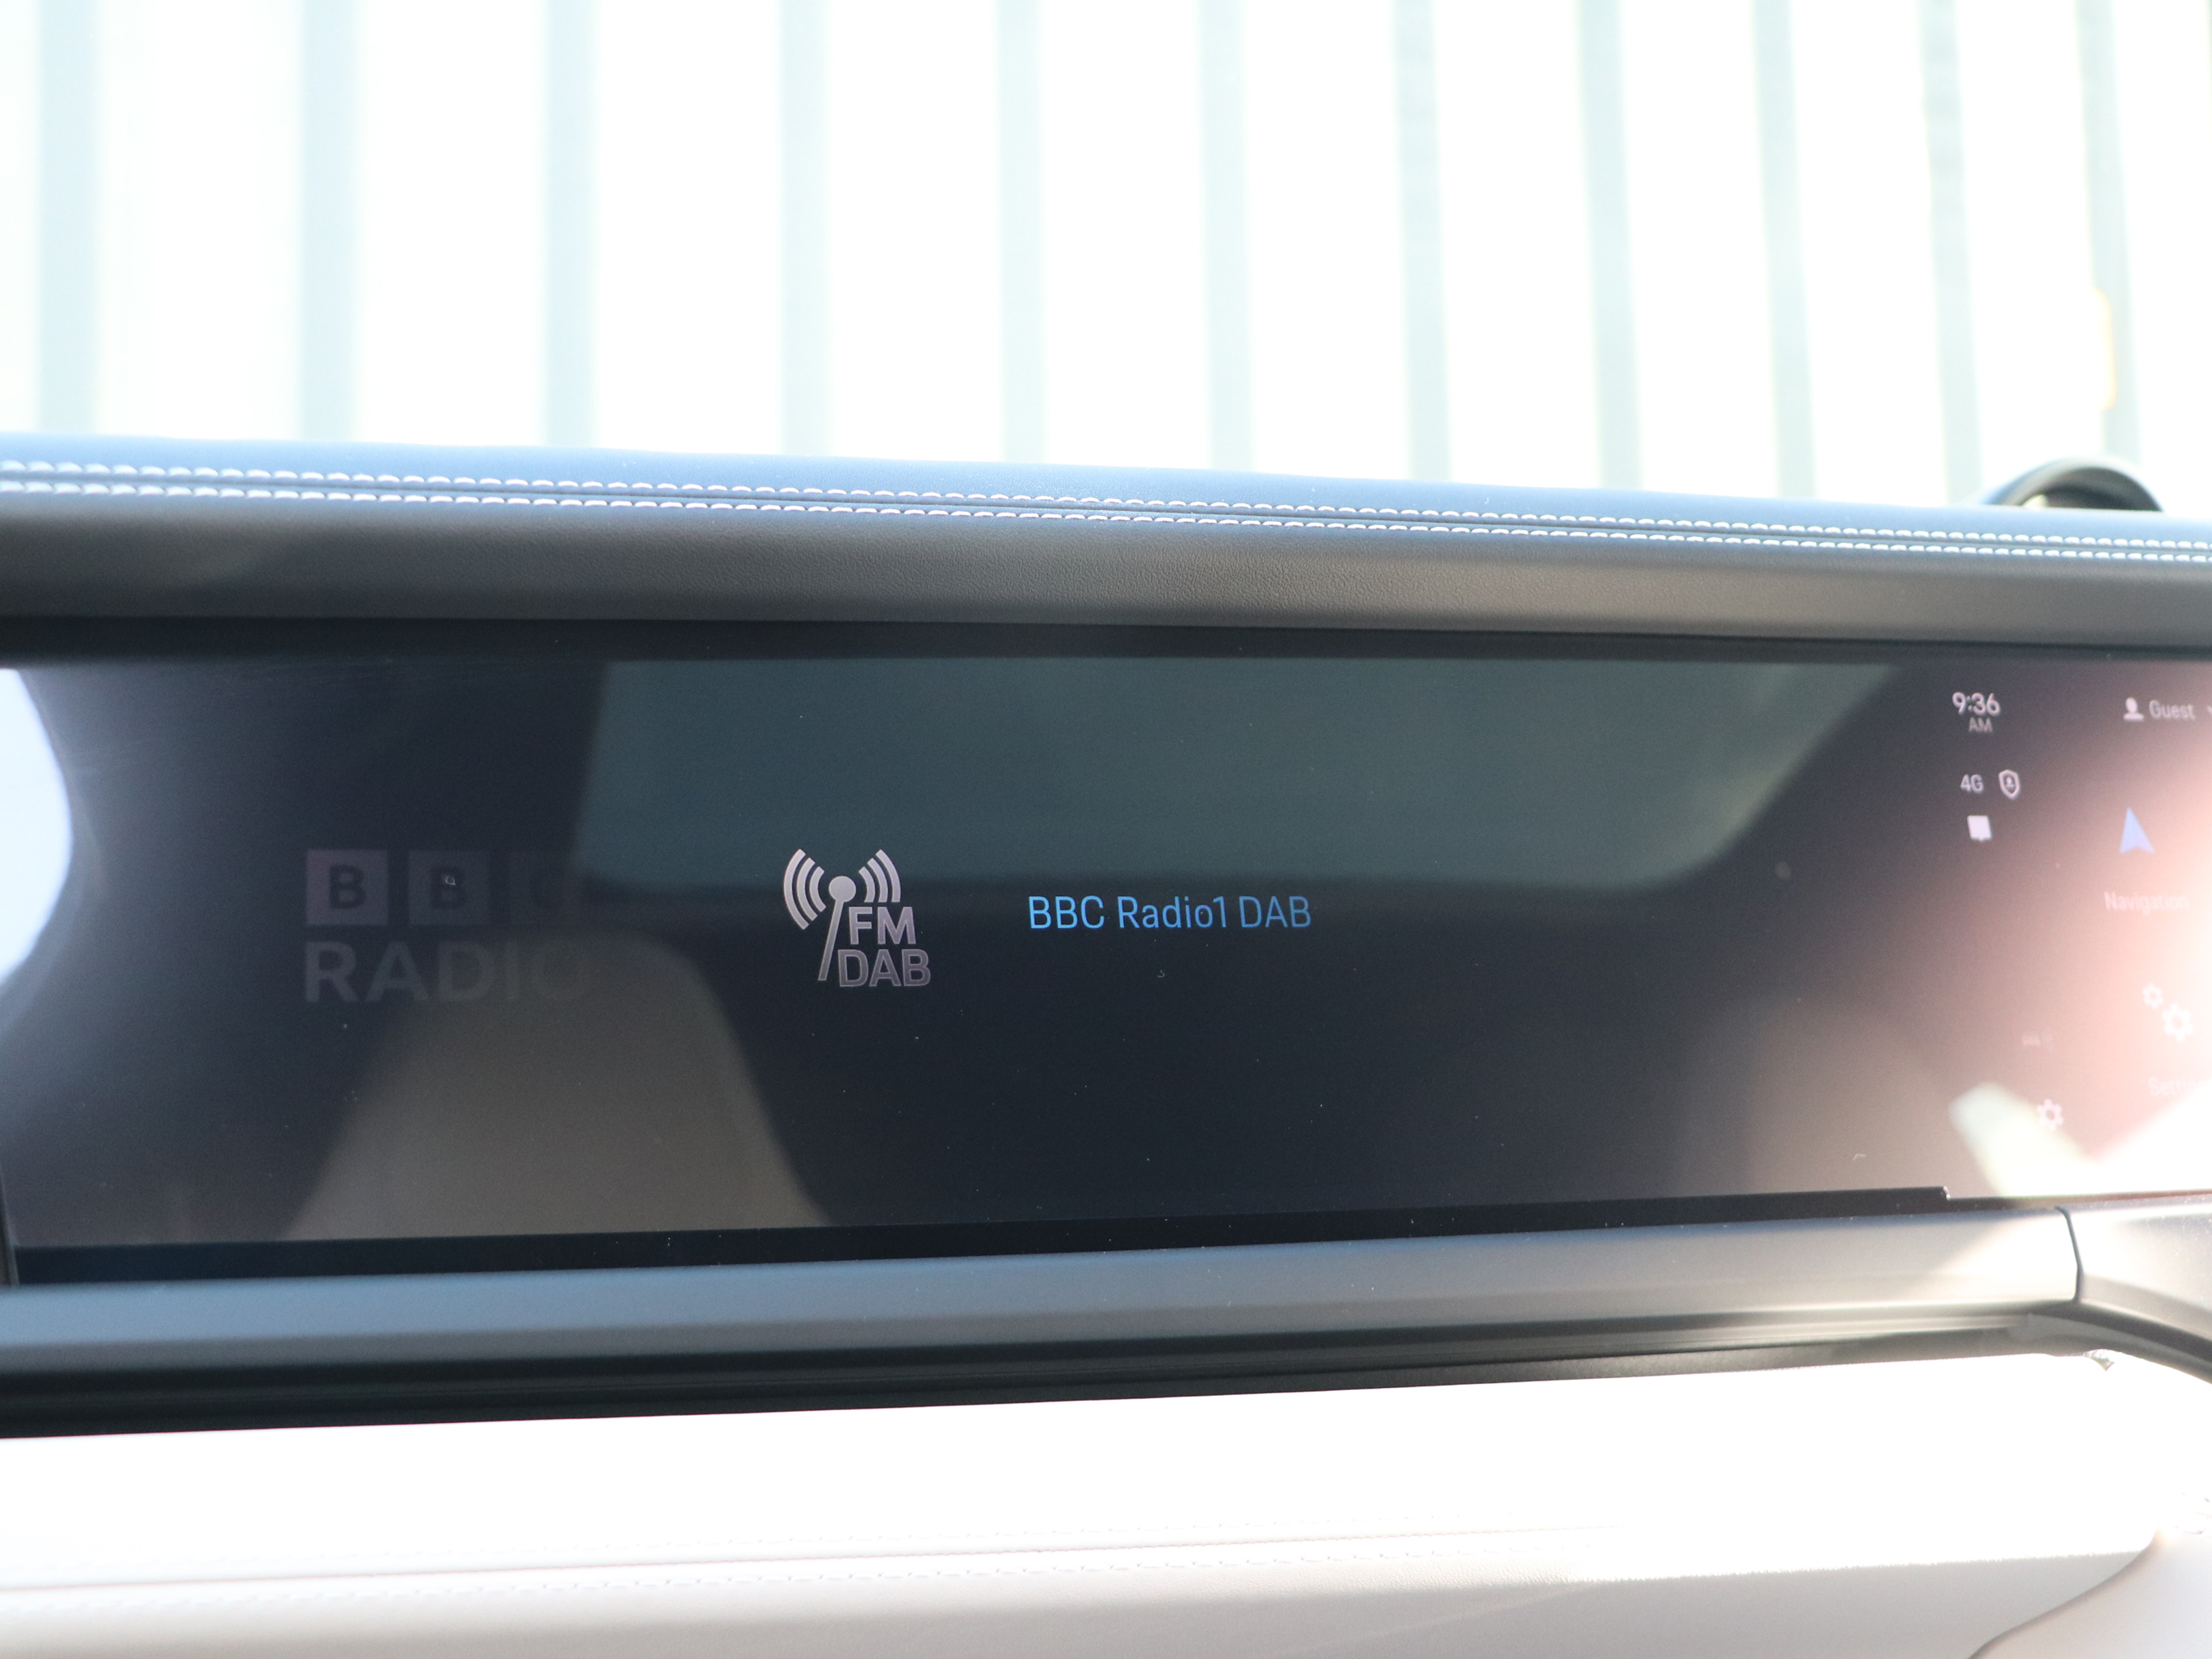 BBC
RADIO
FM
DAB
BBC Radio1 DAB
9:36
AM
4G
Guest
Navigation